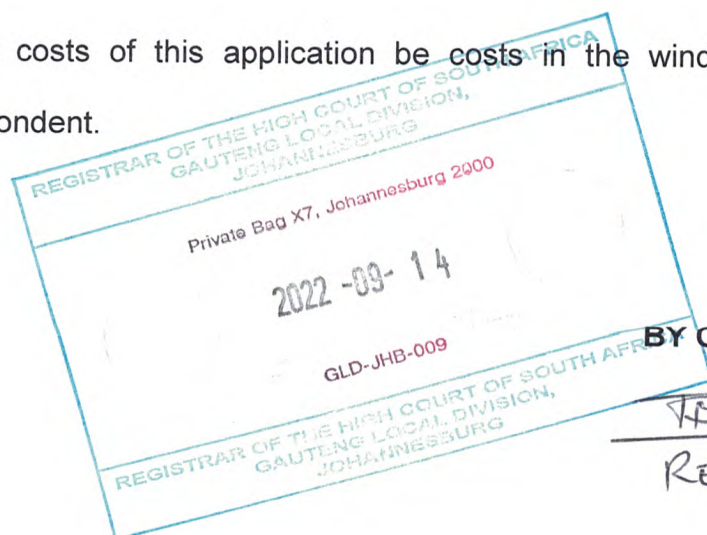 costs of this application be costs in the wind
ondent.
REGISTRAR OF THE HIGH COURT OF SOUTH AFRICA
GAUTENG LOCAL DIVISION,
JOHANNESBURG
Private Bag X7, Johannesburg 2000
2022 -09- 14
GLD-JHB-009
BY
REGISTRAR OF THE HIGH COURT OF SOUTH AFRICA
GAUTENG LOCAL DIVISION,
JOHANNESBURG